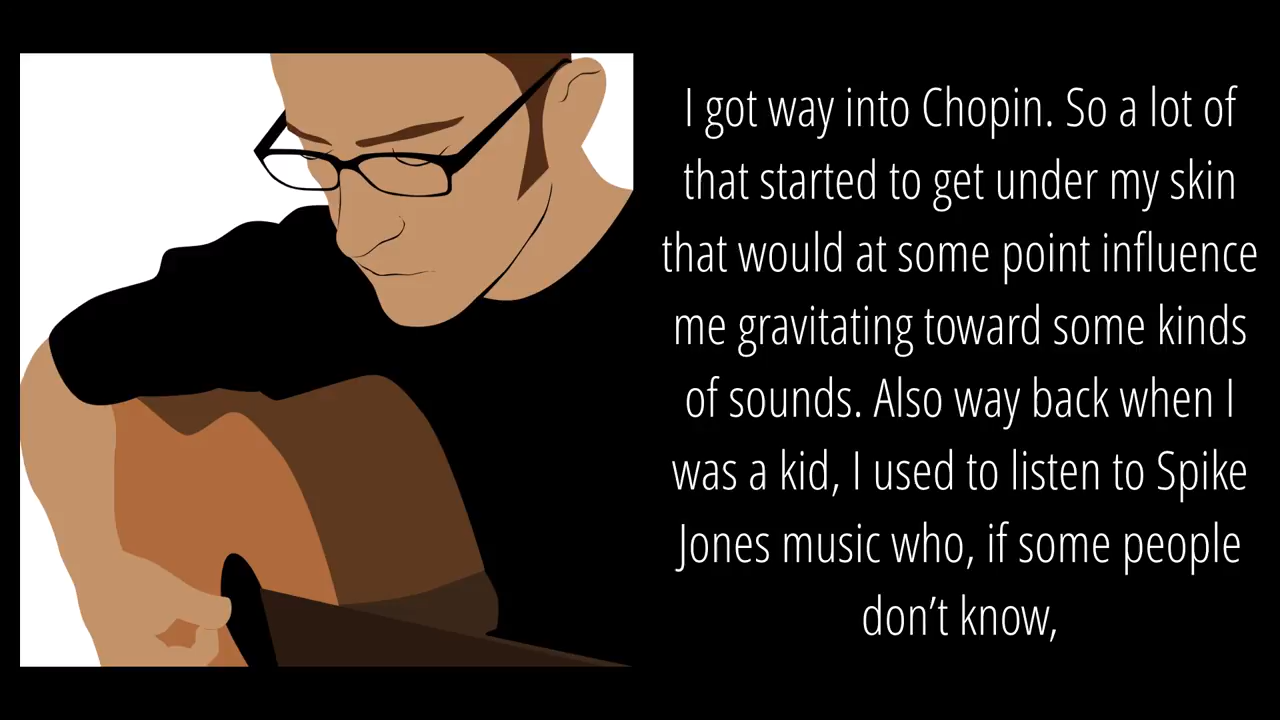 I got way into Chopin. So a lot of
that started to get under my skin
that would at some point influence
me gravitating toward some kinds
of sounds. Also way back when I
was a kid, I used to listen to Spike
Jones music who, if some people
don’t know,